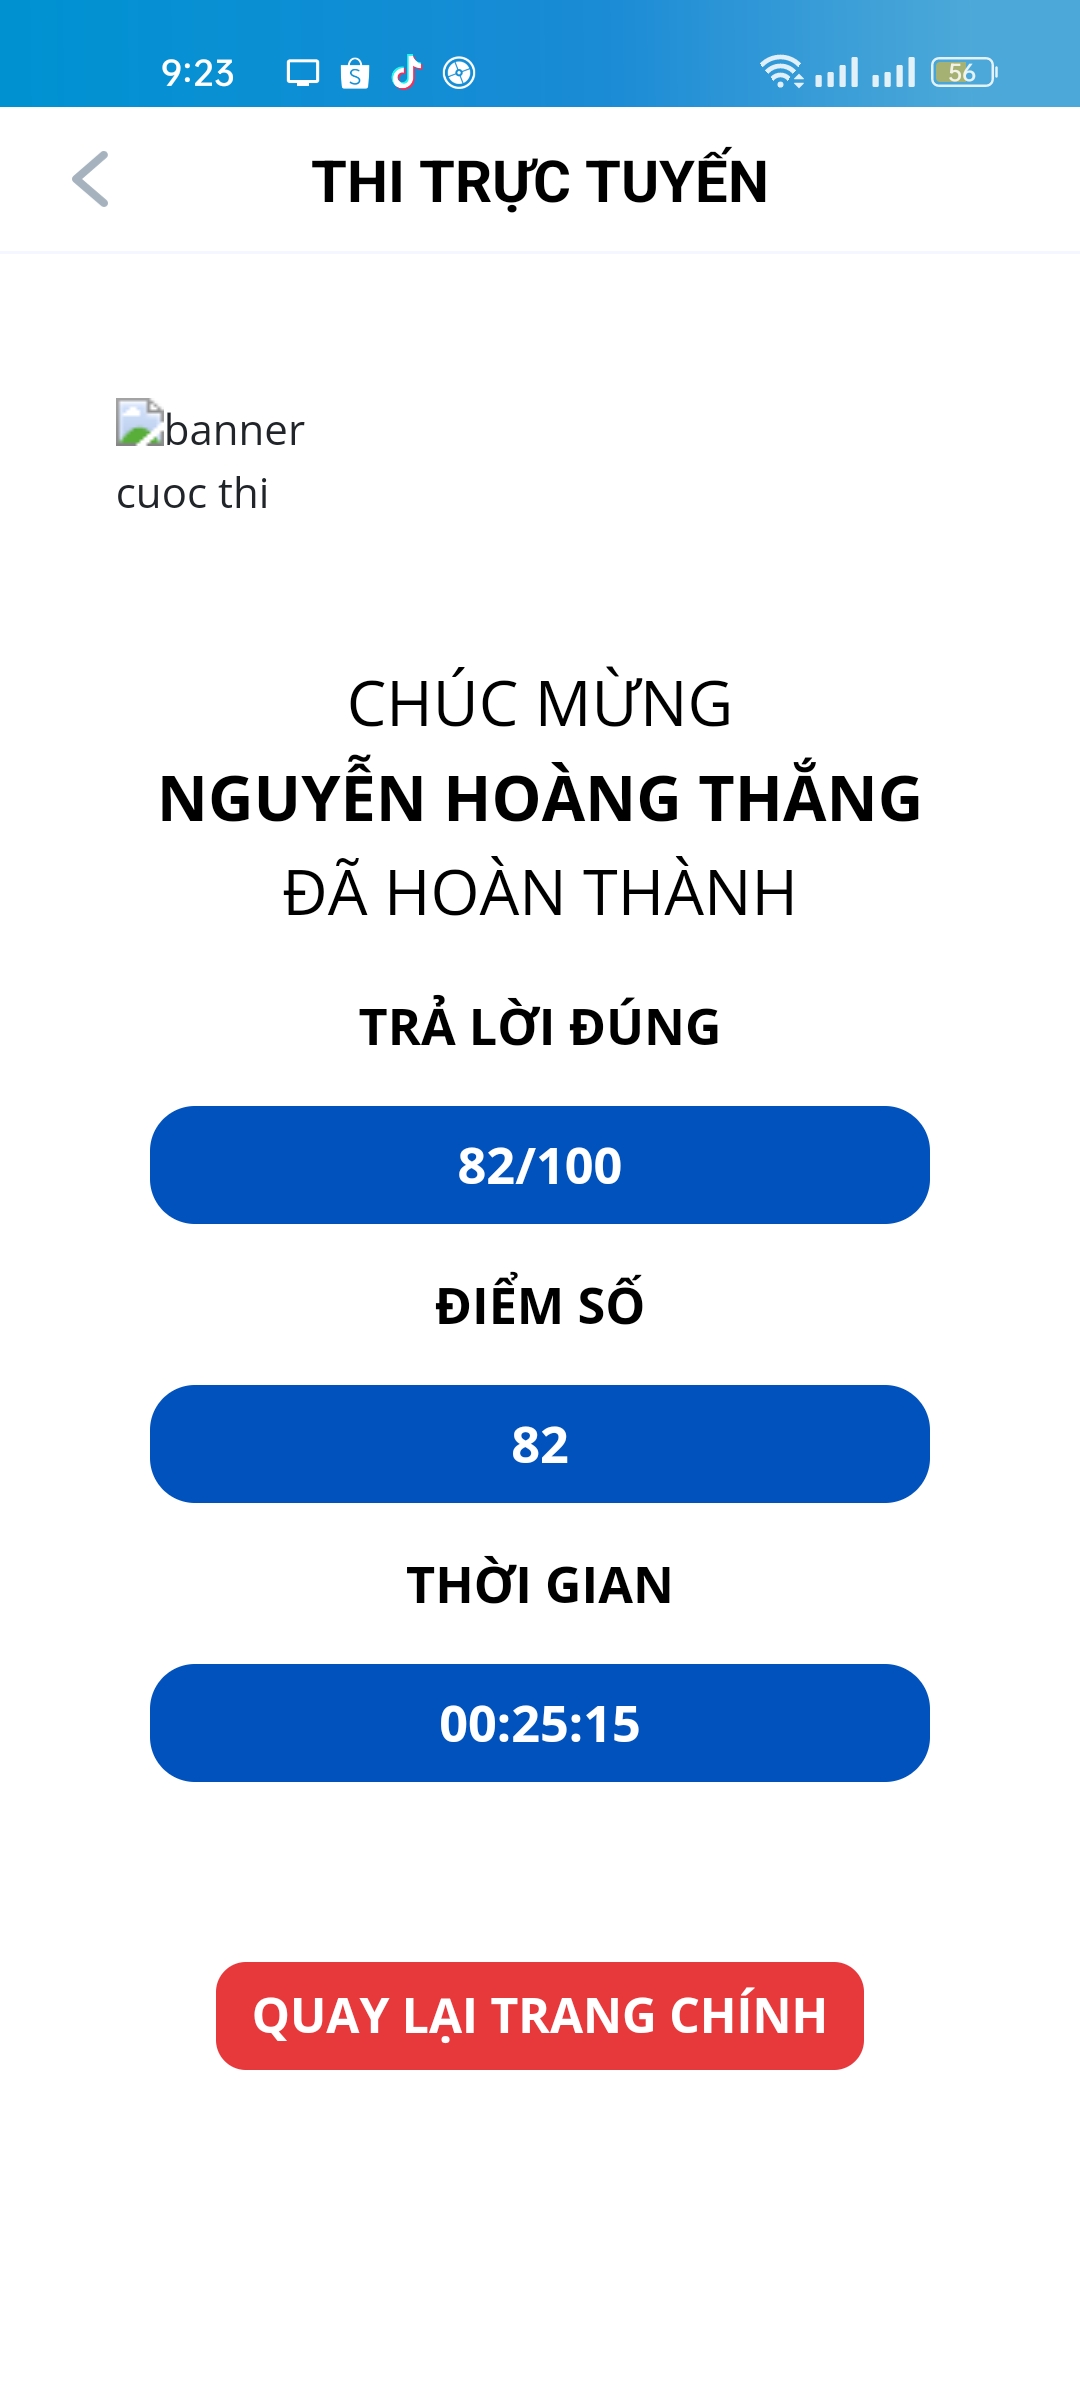 9:23
56
THI TRỰC TUYẾN
banner
cuoc thi
CHÚC MỪNG
NGUYỄN HOÀNG THẮNG
ĐÃ HOÀN THÀNH
TRẢ LỜI ĐÚNG
82/100
ĐIỂM SỐ
82
THỜI GIAN
00:25:15
QUAY LẠI TRANG CHÍNH